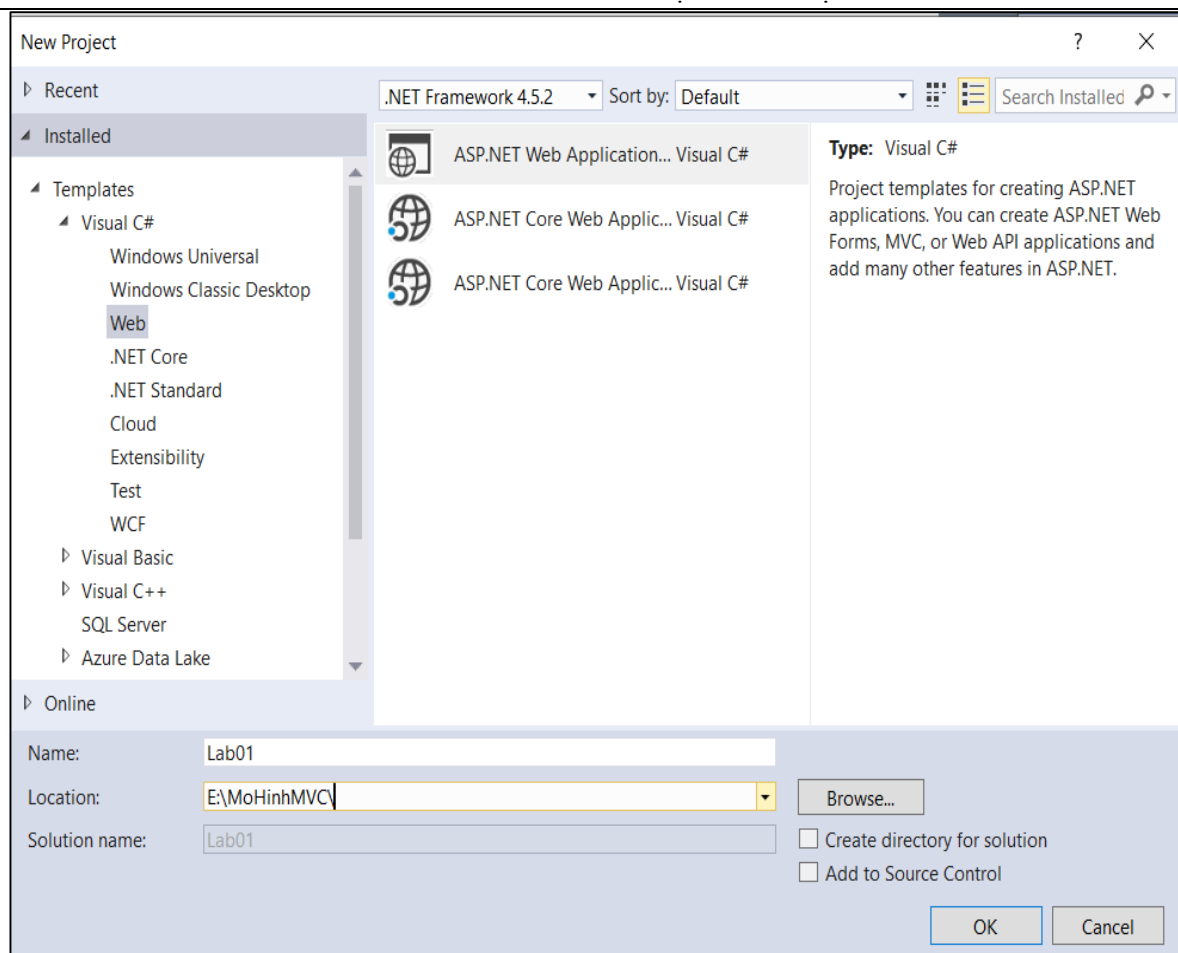 New Project
?
Recent
Installed
Templates
Visual C#
Windows Universal
Windows Classic Desktop
Web
.NET Core
.NET Standard
Cloud
Extensibility
Test
WCF
Visual Basic
Visual C++
SQL Server
Azure Data Lake
Online
.NET Framework 4.5.2 Sort by: Default
Search Installed
ASP.NET Web Application... Visual C#
ASP.NET Core Web Applic... Visual C#
ASP.NET Core Web Applic... Visual C#
Type: Visual C#
Project templates for creating ASP.NET
applications. You can create ASP.NET Web
Forms, MVC, or Web API applications and
add many other features in ASP.NET.
Name: Lab01
Location: E:\MoHinhMVC\
Browse...
Solution name: Lab01
Create directory for solution
Add to Source Control
OK Cancel